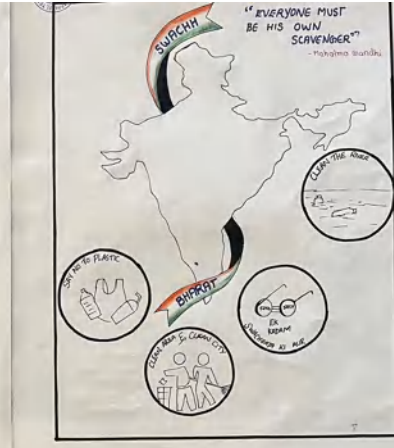 "EVERYONE MUST
BE HIS OWN
SCAVENGER"
- Mahatma Gandhi
SWACHH
CLEAN THE RIVER
SAY NO TO PLASTIC
BHARAT
EK
KADAM
SWACHHATA KI AUR
CLEAN AREA & CLEAN CITY